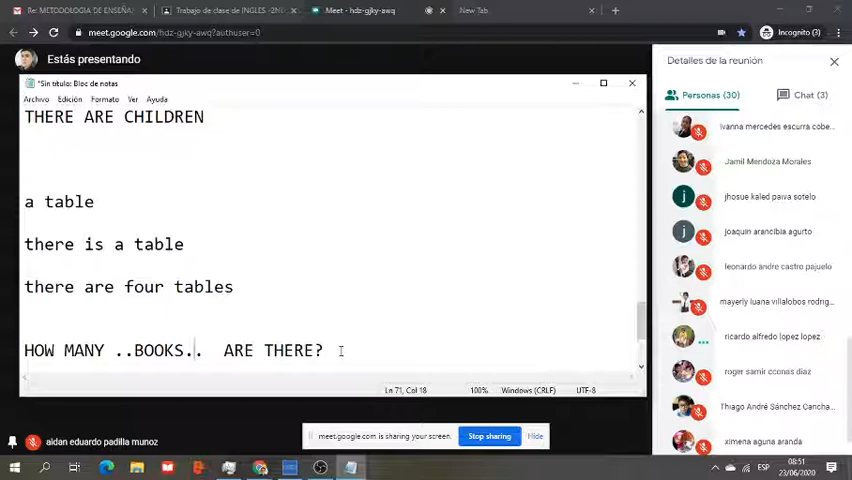 Re: METODOLOGIA DE ENSEÑA
Trabajo de clase de INGLES -2N
Meet - hdz-gjky-awq
New Tab
meet.google.com/hdz-gjky-awq?authuser=0
Incognito (3)
Estás presentando
*Sin título: Bloc de notas
Archivo Edición Formato Ver Ayuda
THERE ARE CHILDREN
a table
there is a table
there are four tables
HOW MANY ..BOOKS.. ARE THERE?
Ln 71, Col 18 100% Windows (CRLF) UTF-8
aidan eduardo padilla munoz
meet.google.com is sharing your screen. Stop sharing Hide
Detalles de la reunión
Personas (30) Chat (3)
Ivanna mercedes escurra cobe...
Jamil Mendoza Morales
j jhosue kaled paiva sotelo
j joaquin arancibia agurto
leonardo andre castro pajuelo
mayerly luana villalobos rodrig...
ricardo alfredo lopez lopez
roger samir cconas diaz
Thiago André Sánchez Cancha...
ximena aguna aranda
ESP
08:51
23/06/2020